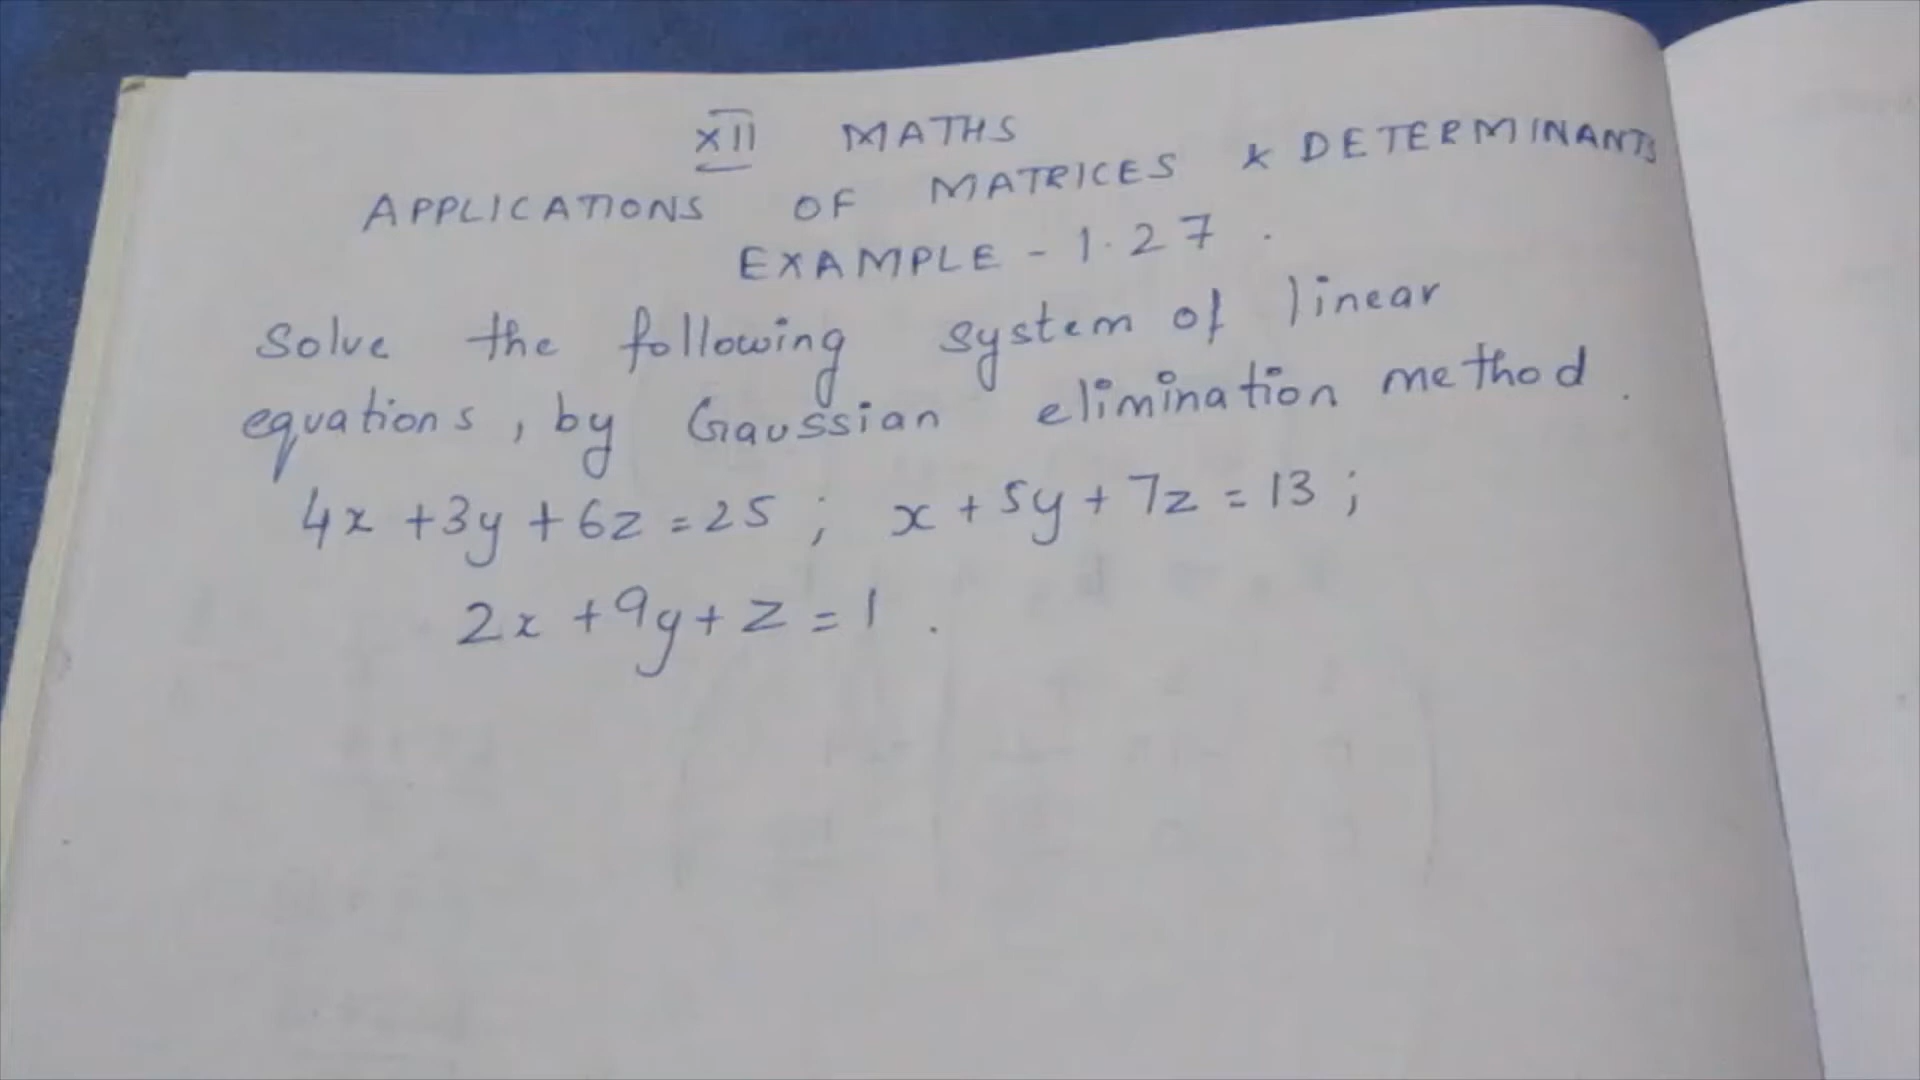 XII MATHS
APPLICATIONS OF MATRICES & DETERMINANTS
EXAMPLE - 1.27.
Solve the following system of linear
equations, by Gaussian elimination method.
4x + 3y + 6z = 25 ; x + 5y + 7z = 13 ;
2x + 9y + z = 1 .